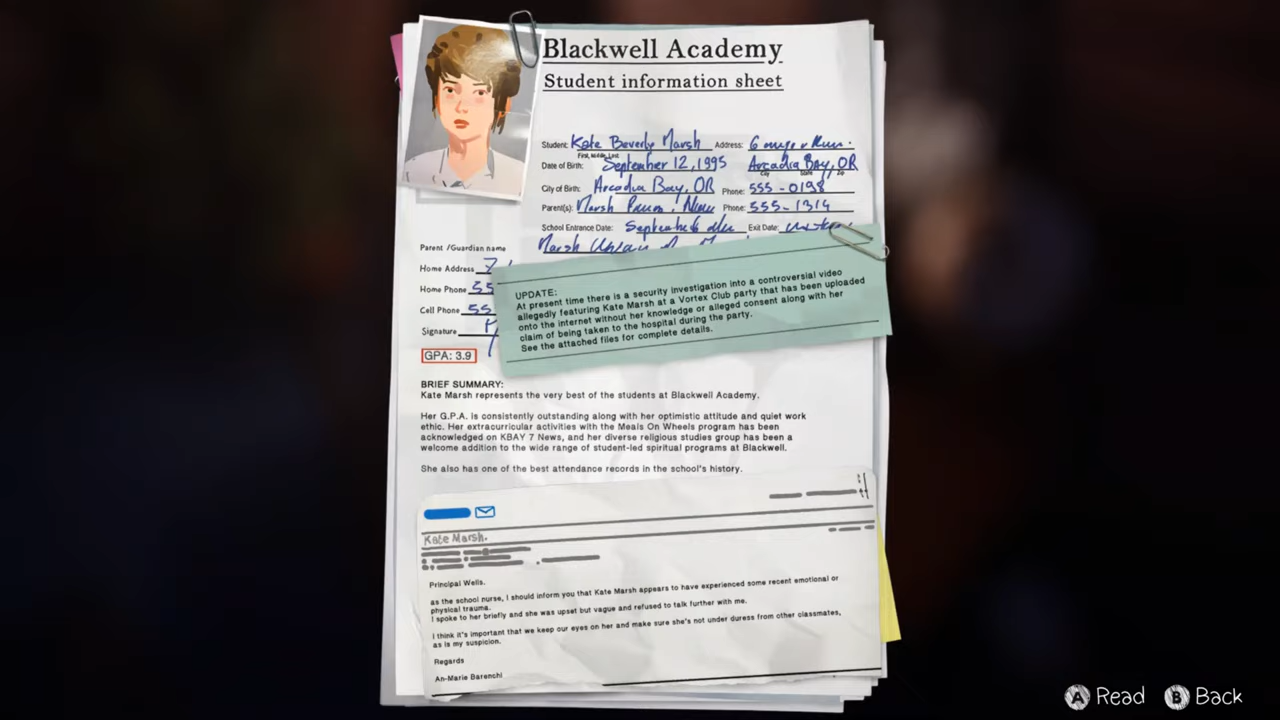 Blackwell Academy
Student information sheet
Student: Kate Beverly Marsh Address:
First, Middle, Last
Date of Birth: September 12, 1995 Arcadia Bay, OR
City State Zip
City of Birth: Arcadia Bay, OR Phone: 555-0198
Parent(s): Marsh Phone: 555-1314
School Entrance Date: Exit Date:
Parent /Guardian name Marsh
Home Address
Home Phone 55
Cell Phone 55
Signature
GPA: 3.9
UPDATE:
At present time there is a security investigation into a controversial video
allegedly featuring Kate Marsh at a Vortex Club party that has been uploaded
onto the internet without her knowledge or alleged consent along with her
claim of being taken to the hospital during the party.
See the attached files for complete details.
BRIEF SUMMARY:
Kate Marsh represents the very best of the students at Blackwell Academy.
Her G.P.A. is consistently outstanding along with her optimistic attitude and quiet work
ethic. Her extracurricular activities with the Meals On Wheels program has been
acknowledged on KBAY 7 News, and her diverse religious studies group has been a
welcome addition to the wide range of student-led spiritual programs at Blackwell.
She also has one of the best attendance records in the school's history.
Kate Marsh.
Principal Wells.
as the school nurse, I should inform you that Kate Marsh appears to have experienced some recent emotional or
physical trauma.
I spoke to her briefly and she was upset but vague and refused to talk further with me.
I think it's important that we keep our eyes on her and make sure she's not under duress from other classmates,
as is my suspicion.
Regards
An-Marie Barenchi
A Read B Back